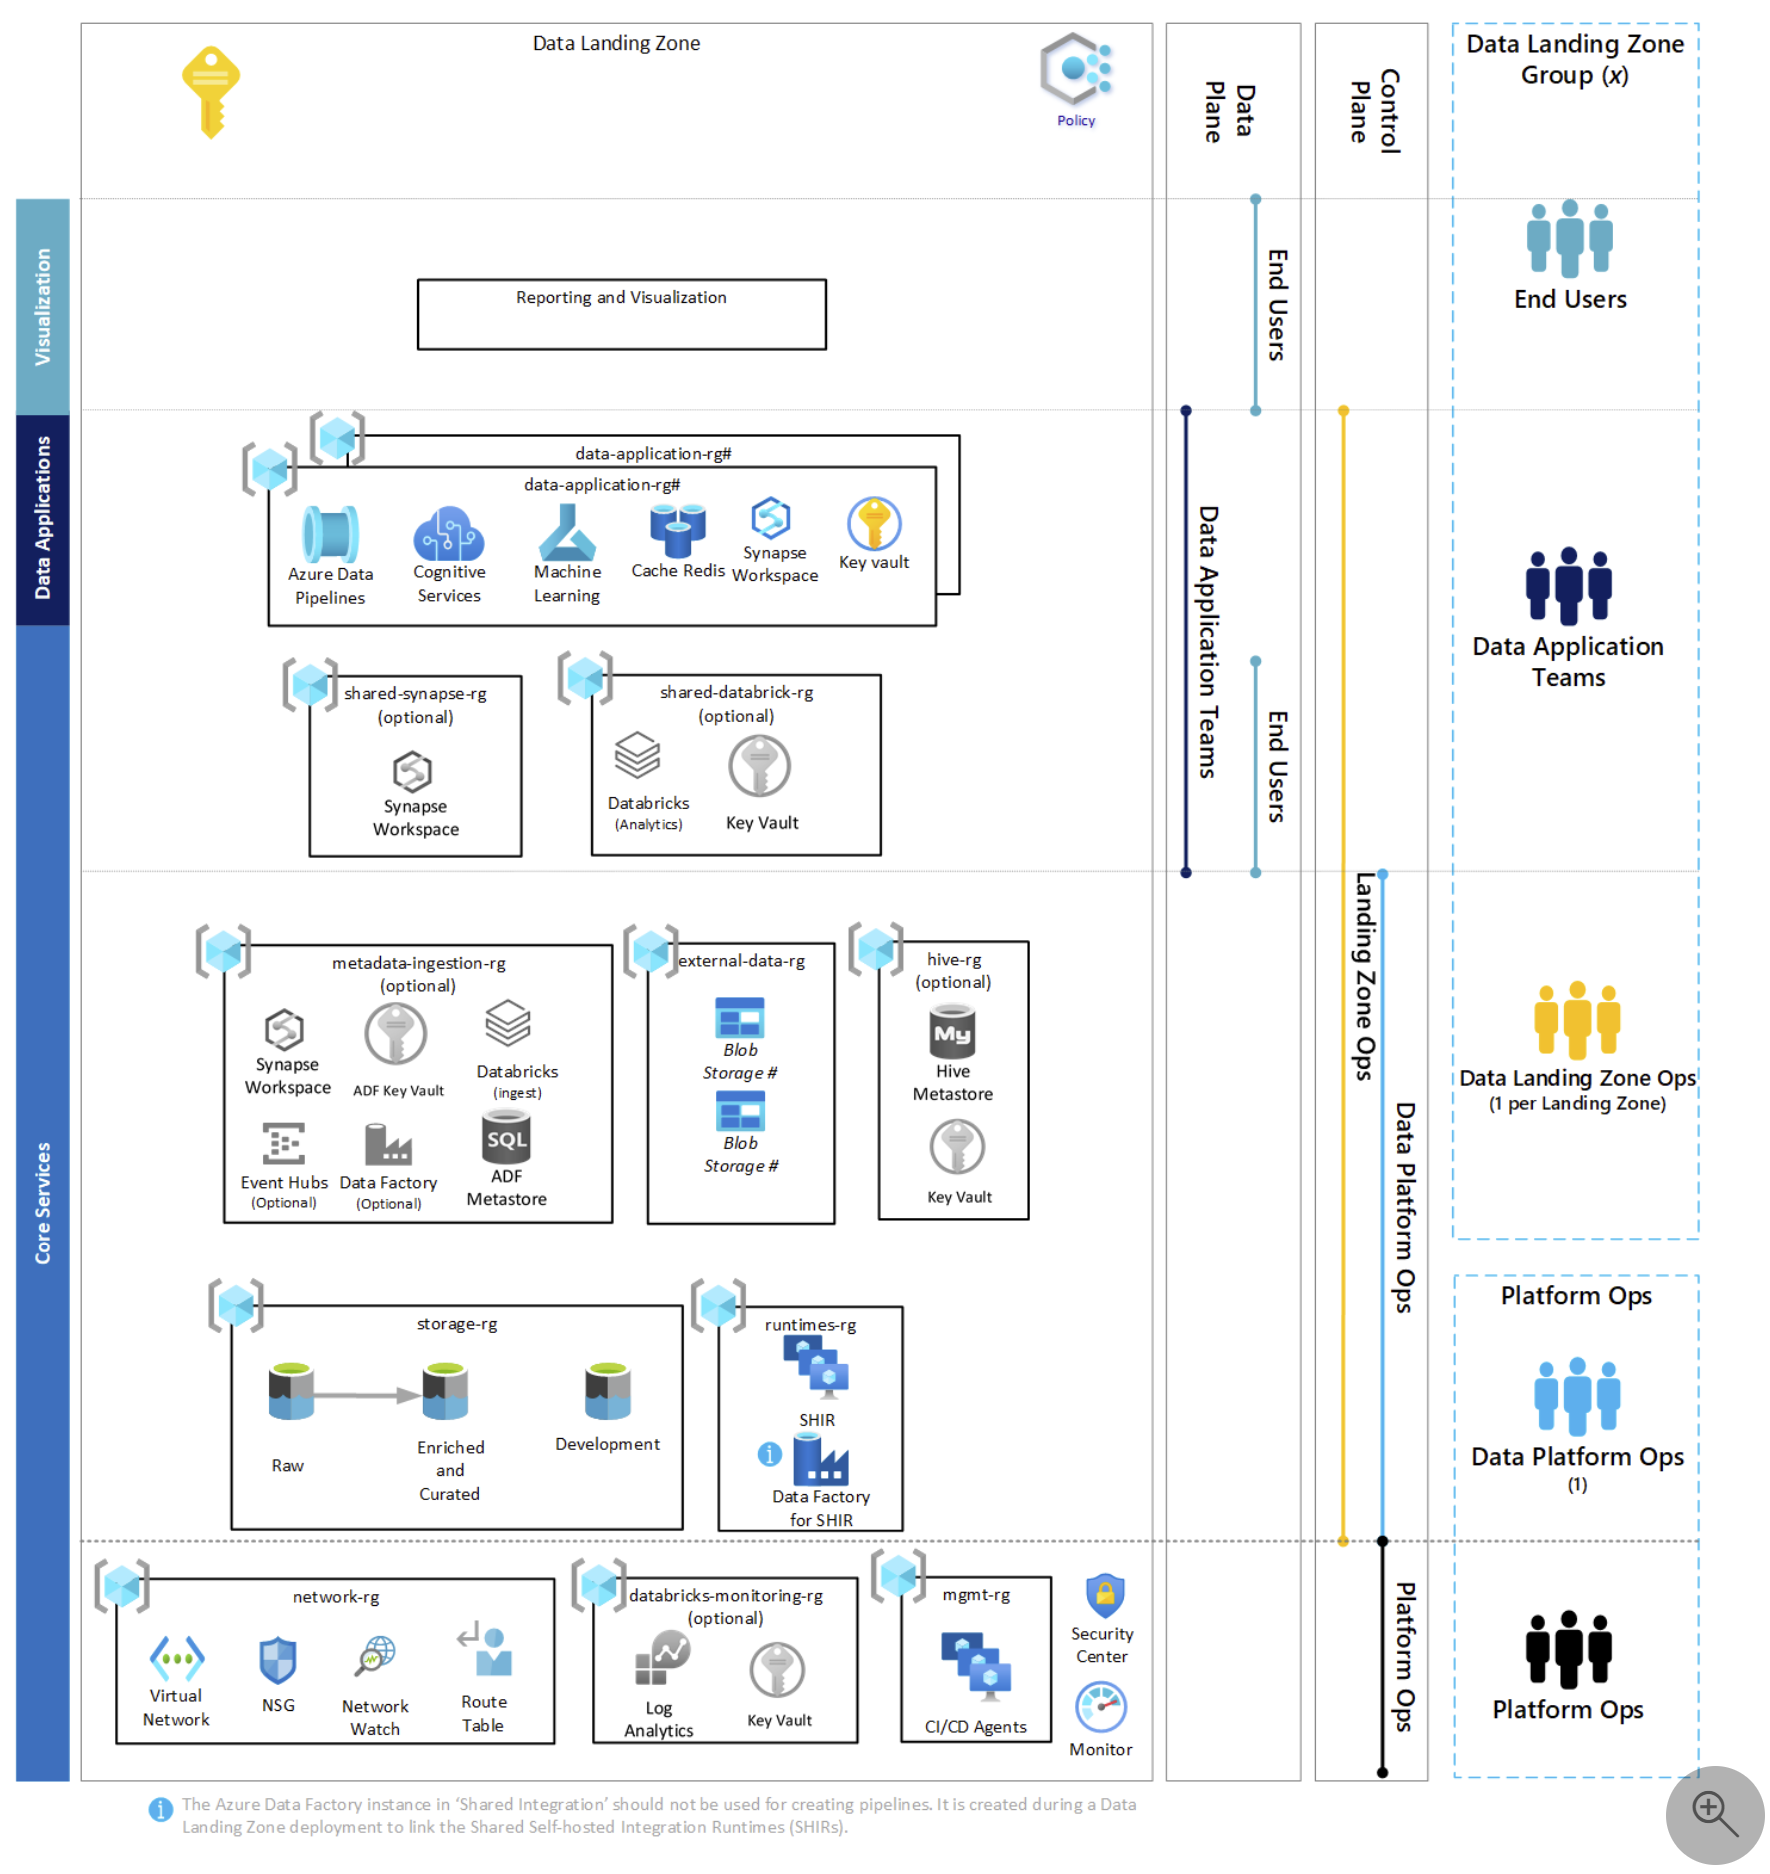 Data Landing Zone
Policy
Data
Plane
Control
Plane
Data Landing Zone
Group (x)
Visualization
Reporting and Visualization
End Users
End Users
Data Applications
data-application-rg#
data-application-rg#
Azure Data
Pipelines
Cognitive
Services
Machine
Learning
Cache Redis
Synapse
Workspace
Key vault
Data Application Teams
Data Application
Teams
shared-synapse-rg
(optional)
Synapse
Workspace
shared-databrick-rg
(optional)
Databricks
(Analytics)
Key Vault
End Users
Core Services
metadata-ingestion-rg
(optional)
Synapse
Workspace
ADF Key Vault
Databricks
(ingest)
Event Hubs
(Optional)
Data Factory
(Optional)
SQL
ADF
Metastore
external-data-rg
Blob
Storage #
Blob
Storage #
hive-rg
(optional)
My
Hive
Metastore
Key Vault
Landing Zone Ops
Data Platform Ops
Data Landing Zone Ops
(1 per Landing Zone)
storage-rg
Raw
Enriched
and
Curated
Development
runtimes-rg
SHIR
i
Data Factory
for SHIR
Platform Ops
Data Platform Ops
(1)
network-rg
Virtual
Network
NSG
Network
Watch
Route
Table
databricks-monitoring-rg
(optional)
Log
Analytics
Key Vault
mgmt-rg
CI/CD Agents
Security
Center
Monitor
Platform Ops
Platform Ops
i
The Azure Data Factory instance in ‘Shared Integration’ should not be used for creating pipelines. It is created during a Data
Landing Zone deployment to link the Shared Self-hosted Integration Runtimes (SHIRs).